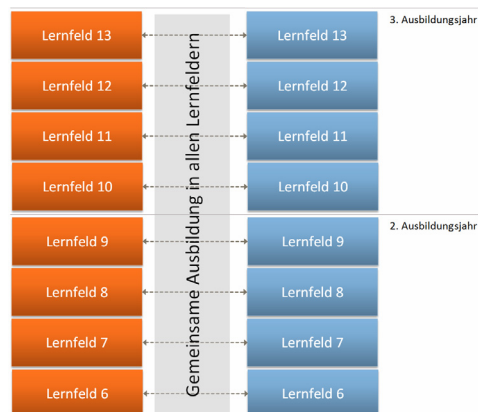 Lernfeld 13
Lernfeld 13
3. Ausbildungsjahr
Lernfeld 12
Lernfeld 12
Lernfeld 11
Lernfeld 11
Lernfeld 10
Lernfeld 10
Gemeinsame Ausbildung in allen Lernfeldern
Lernfeld 9
Lernfeld 9
2. Ausbildungsjahr
Lernfeld 8
Lernfeld 8
Lernfeld 7
Lernfeld 7
Lernfeld 6
Lernfeld 6